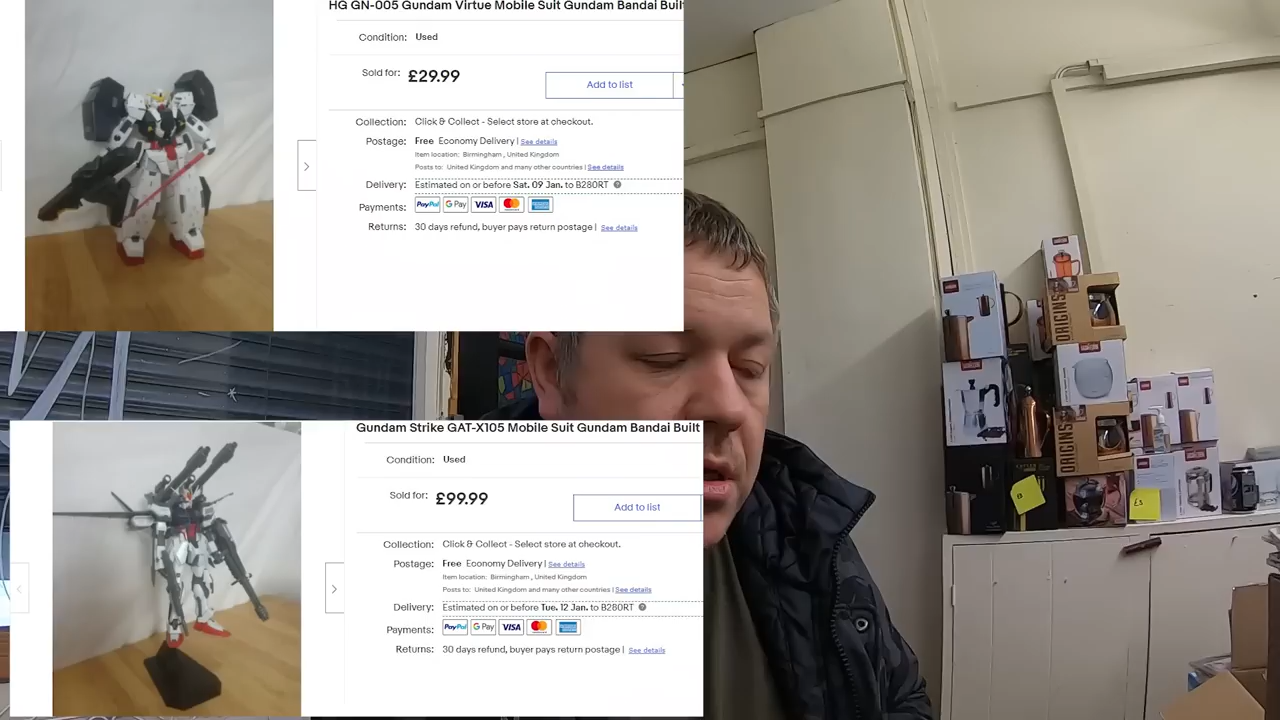 HG GN-005 Gundam Virtue Mobile Suit Gundam Bandai Built
Condition: Used
Sold for: £29.99
Add to list
Collection: Click & Collect - Select store at checkout.
Postage: Free Economy Delivery | See details
Item location: Birmingham, United Kingdom
Posts to: United Kingdom and many other countries | See details
Delivery: Estimated on or before Sat. 09 Jan. to B280RT
Payments: PayPal G Pay VISA
Returns: 30 days refund, buyer pays return postage | See details
Gundam Strike GAT-X105 Mobile Suit Gundam Bandai Built
Condition: Used
Sold for: £99.99
Add to list
Collection: Click & Collect - Select store at checkout.
Postage: Free Economy Delivery | See details
Item location: Birmingham, United Kingdom
Posts to: United Kingdom and many other countries | See details
Delivery: Estimated on or before Tue. 12 Jan. to B280RT
Payments: PayPal G Pay VISA
Returns: 30 days refund, buyer pays return postage | See details
ORIGINS
ORIGINS